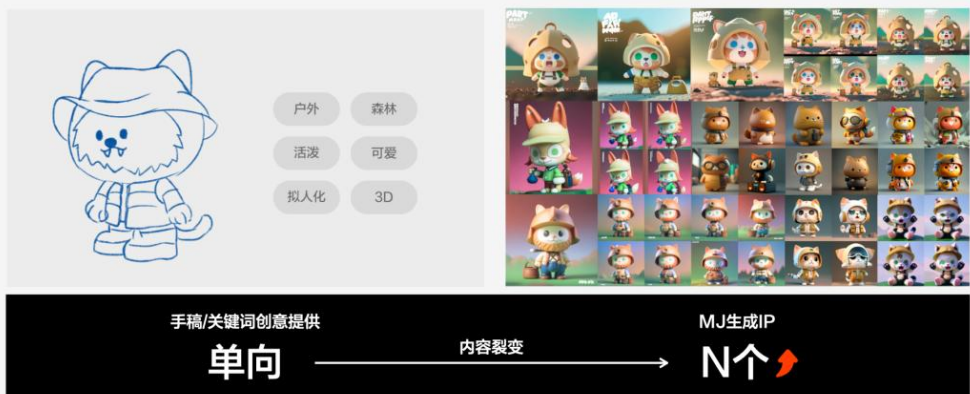 户外 森林
活泼 可爱
拟人化 3D
手稿/关键词创意提供
单向
内容裂变
MJ生成IP
N个